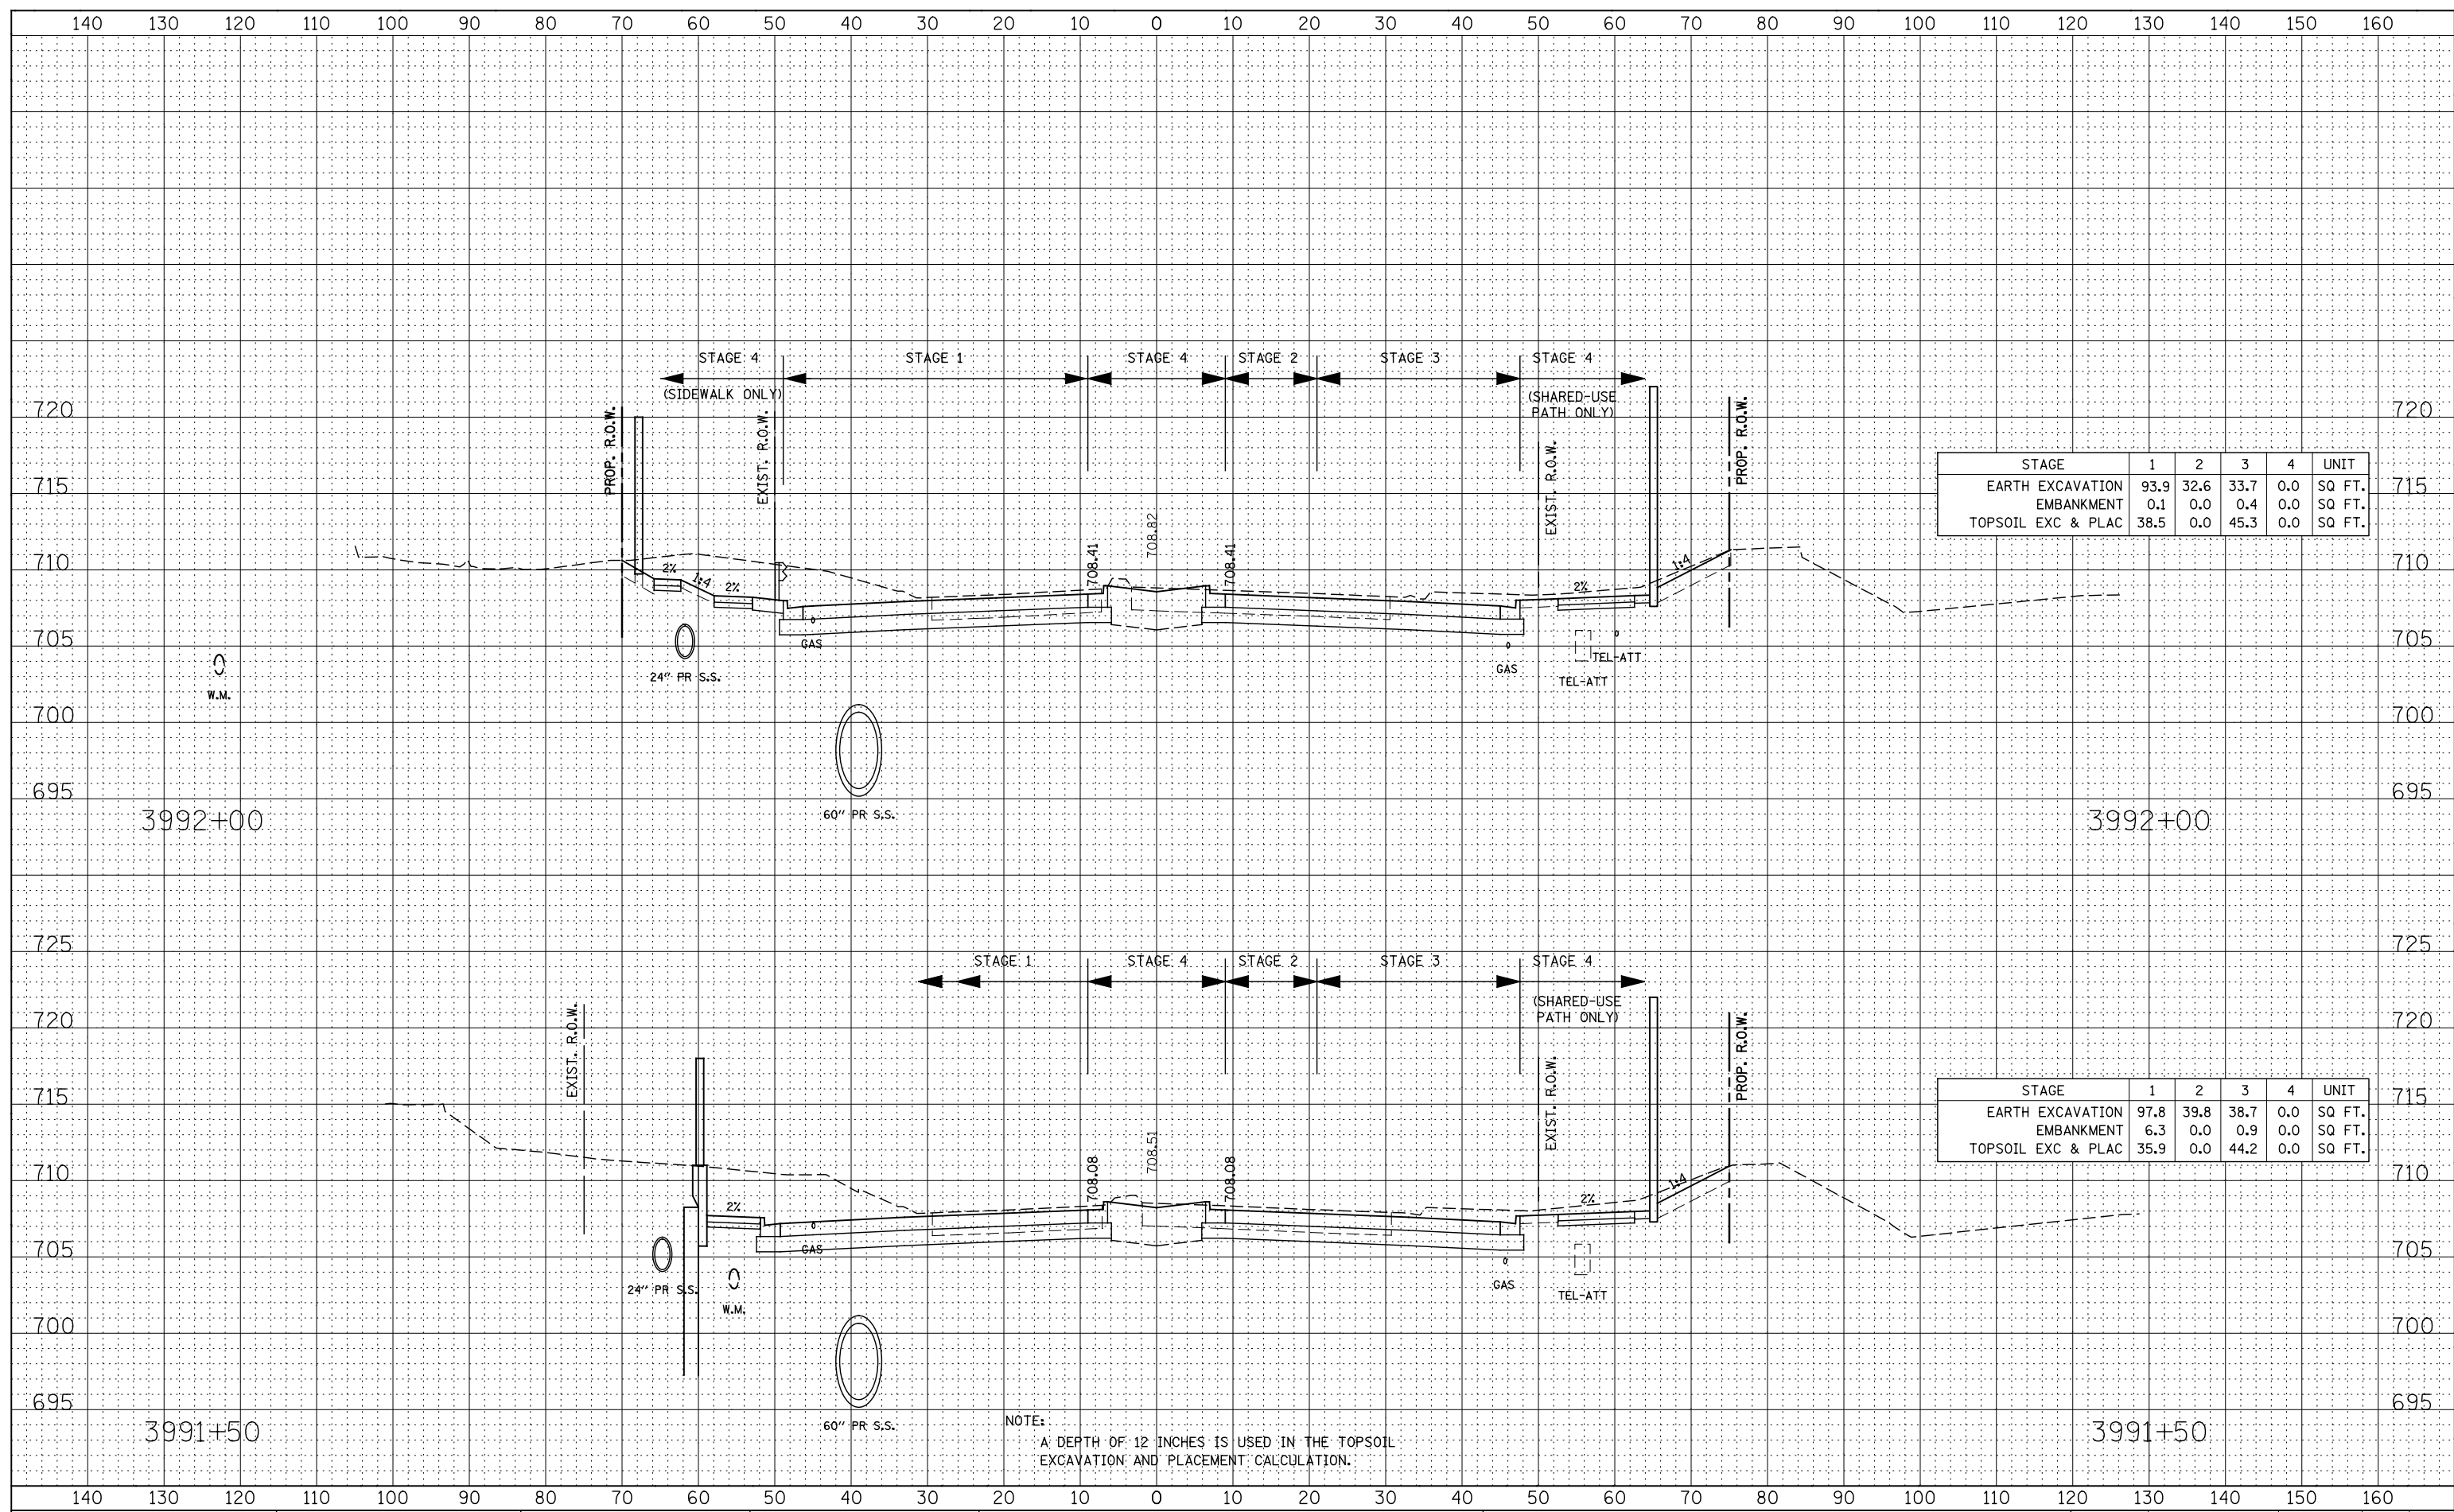 140 130 120 110 100 90 80 70 60 50 40 30 20 10 0 10 20 30 40 50 60 70 80 90 100 110 120 130 140 150 160
STAGE 4 STAGE 1 STAGE 4 STAGE 2 STAGE 3 STAGE 4
(SIDEWALK ONLY)
(SHARED-USE
PATH ONLY)
720 720
PROP. R.O.W.
EXIST. R.O.W.
EXIST. R.O.W.
PROP. R.O.W.
STAGE 1 2 3 4 UNIT
EARTH EXCAVATION 93.9 32.6 33.7 0.0 SQ FT.
EMBANKMENT 0.1 0.0 0.4 0.0 SQ FT.
TOPSOIL EXC & PLAC 38.5 0.0 45.3 0.0 SQ FT.
715 715
708.41
708.82
708.41
710 710
2% 1:4 2% 2% 1:4
705 705
GAS
GAS
TEL-ATT
TEL-ATT
24" PR S.S.
W.M.
700 700
695 695
60" PR S.S.
3992+00 3992+00
725 725
STAGE 1 STAGE 4 STAGE 2 STAGE 3 STAGE 4
(SHARED-USE
PATH ONLY)
720 720
EXIST. R.O.W.
EXIST. R.O.W.
PROP. R.O.W.
STAGE 1 2 3 4 UNIT
EARTH EXCAVATION 97.8 39.8 38.7 0.0 SQ FT.
EMBANKMENT 6.3 0.0 0.9 0.0 SQ FT.
TOPSOIL EXC & PLAC 35.9 0.0 44.2 0.0 SQ FT.
715 715
708.08
708.51
708.08
710 710
2% 2% 1:4
705 705
GAS
GAS
TEL-ATT
24" PR S.S.
W.M.
700 700
695 695
60" PR S.S.
3991+50 3991+50
NOTE:
A DEPTH OF 12 INCHES IS USED IN THE TOPSOIL
EXCAVATION AND PLACEMENT CALCULATION.
140 130 120 110 100 90 80 70 60 50 40 30 20 10 0 10 20 30 40 50 60 70 80 90 100 110 120 130 140 150 160